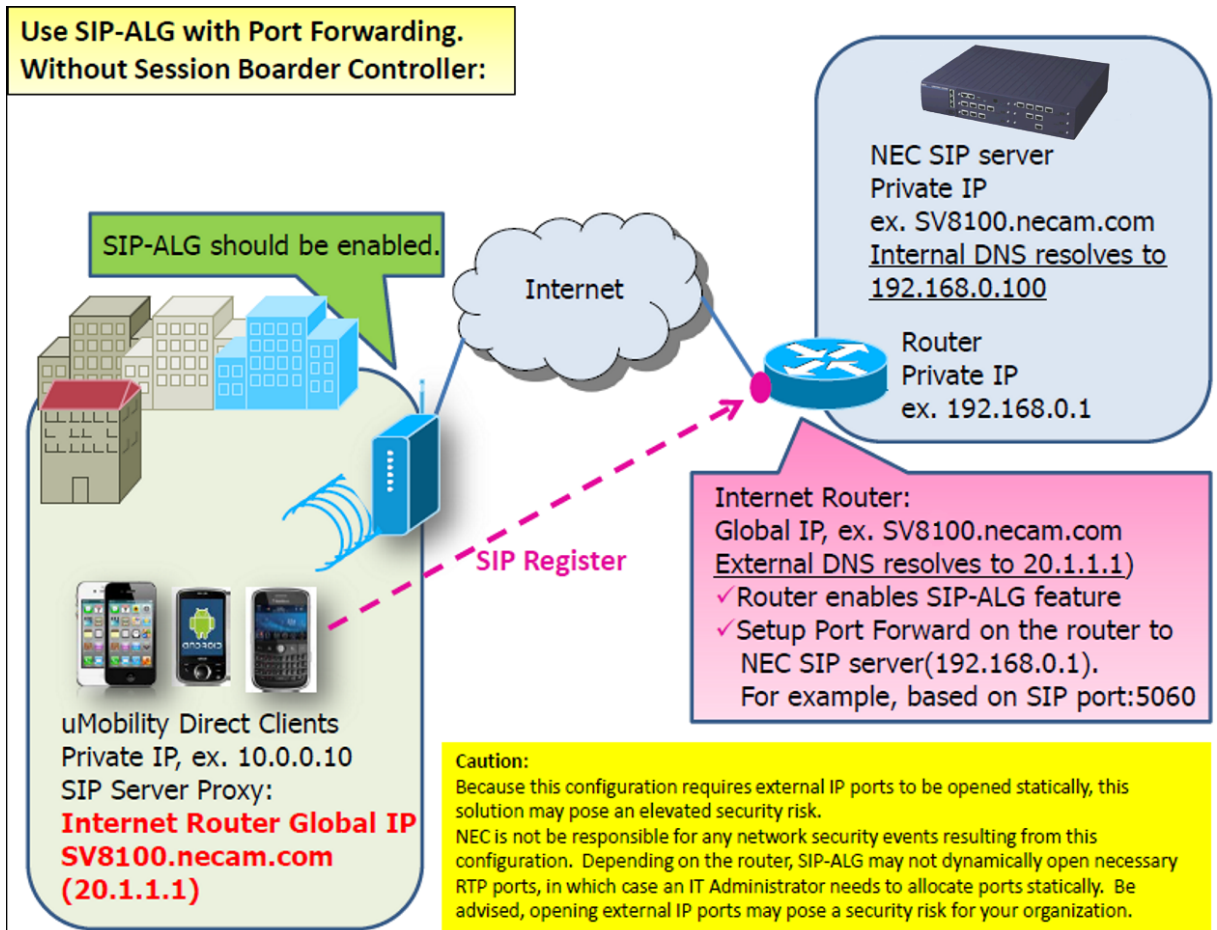 Use SIP-ALG with Port Forwarding.
Without Session Boarder Controller:
NEC SIP server
Private IP
ex. SV8100.necam.com
Internal DNS resolves to
192.168.0.100
Router
Private IP
ex. 192.168.0.1
SIP-ALG should be enabled.
Internet
SIP Register
Internet Router:
Global IP, ex. SV8100.necam.com
External DNS resolves to 20.1.1.1)
✓Router enables SIP-ALG feature
✓Setup Port Forward on the router to
NEC SIP server(192.168.0.1).
For example, based on SIP port:5060
ANDROID
uMobility Direct Clients
Private IP, ex. 10.0.0.10
SIP Server Proxy:
Internet Router Global IP
SV8100.necam.com
(20.1.1.1)
Caution:
Because this configuration requires external IP ports to be opened statically, this
solution may pose an elevated security risk.
NEC is not be responsible for any network security events resulting from this
configuration.  Depending on the router, SIP-ALG may not dynamically open necessary
RTP ports, in which case an IT Administrator needs to allocate ports statically.  Be
advised, opening external IP ports may pose a security risk for your organization.